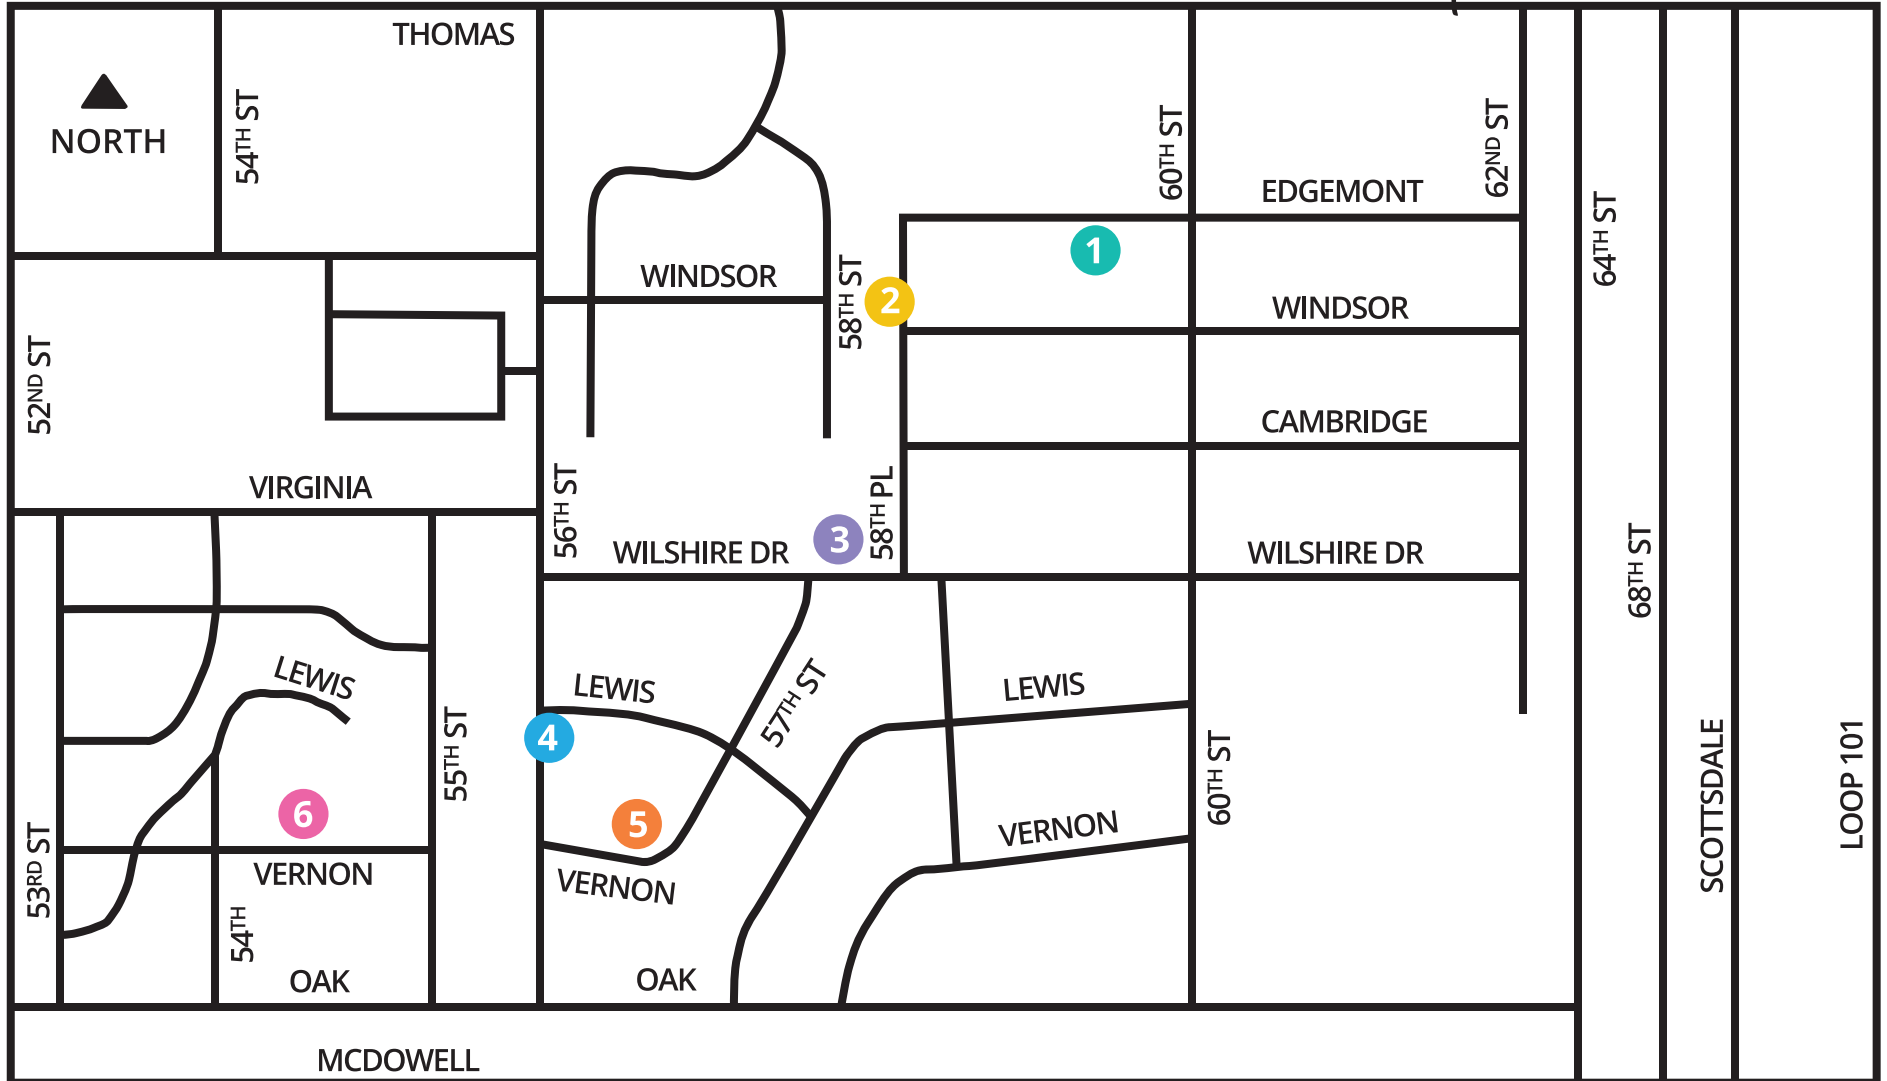 THOMAS
NORTH
54TH ST
60TH ST
62ND ST
EDGEMONT
64TH ST
1
WINDSOR
58TH ST
2
WINDSOR
52ND ST
CAMBRIDGE
VIRGINIA
56TH ST
WILSHIRE DR
3
58TH PL
WILSHIRE DR
68TH ST
LEWIS
LEWIS
57TH ST
LEWIS
55TH ST
4
60TH ST
SCOTTSDALE
LOOP 101
6
5
VERNON
53RD ST
VERNON
VERNON
54TH
OAK
OAK
MCDOWELL